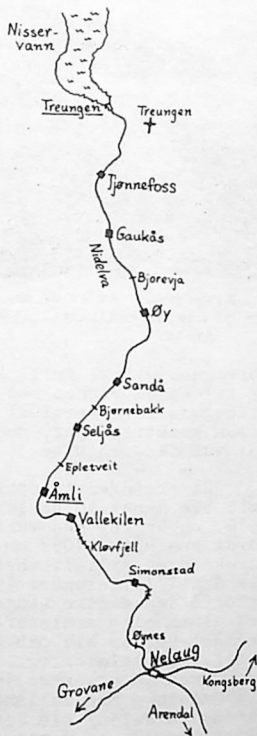 Nisser-
vann
Treungen
Treungen
Tjønnefoss
Gaukås
Nidelva
Bjorevja
Øy
Sandå
Bjørnebakk
Seljås
Epletveit
Åmli
Vallekilen
Kløvfjell
Simonstad
Øynes
Nelaug
Kongsberg
Grovane
Arendal